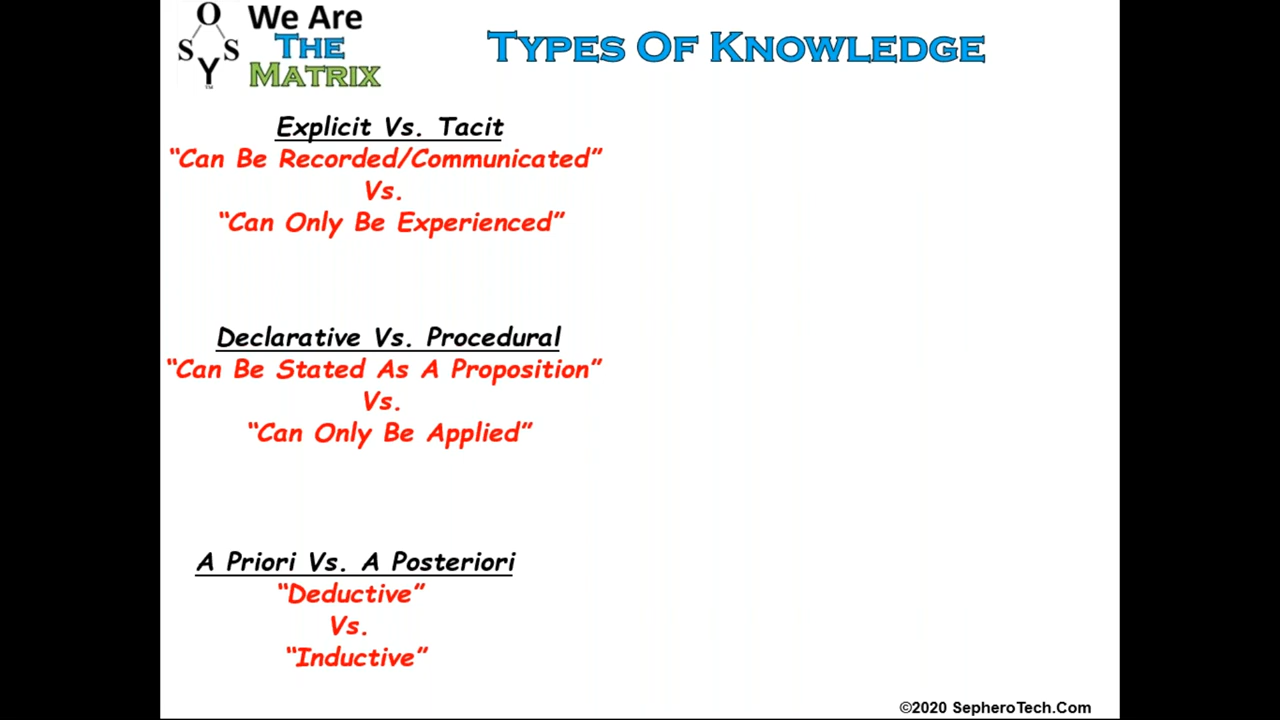 O
S S
Y
TM
We Are
THE
MATRIX
TYPES OF KNOWLEDGE
Explicit Vs. Tacit
“Can Be Recorded/Communicated”
Vs.
“Can Only Be Experienced”
Declarative Vs. Procedural
“Can Be Stated As A Proposition”
Vs.
“Can Only Be Applied”
A Priori Vs. A Posteriori
“Deductive”
Vs.
“Inductive”
©2020 SepheroTech.Com